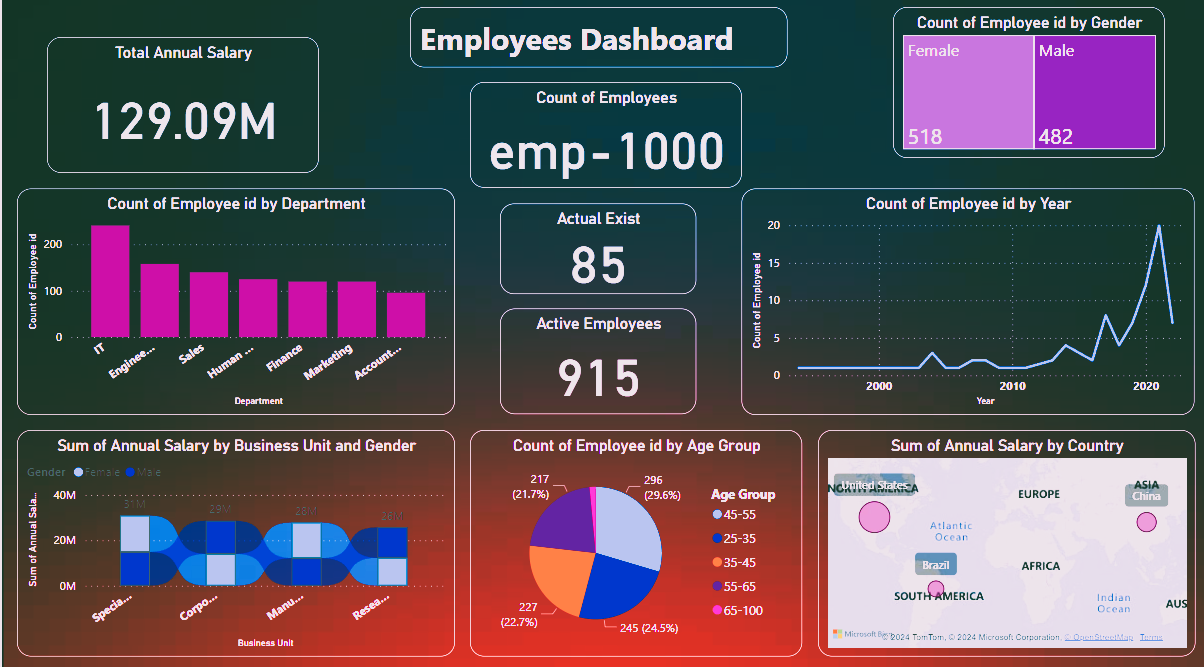 Employees Dashboard
Total Annual Salary
129.09M
Count of Employees
emp-1000
Count of Employee id by Gender
Female
Male
518
482
Count of Employee id by Department
Count of Employee id
200
100
0
IT
Enginee...
Sales
Human ...
Finance
Marketing
Account...
Department
Actual Exist
85
Active Employees
915
Count of Employee id by Year
Count of Employee id
20
15
10
5
0
2000
2010
2020
Year
Sum of Annual Salary by Business Unit and Gender
Gender
Female
Male
Sum of Annual Sala...
40M
20M
0M
31M
29M
28M
26M
Specia...
Corpo...
Manu...
Resea...
Business Unit
Count of Employee id by Age Group
217
(21.7%)
296
(29.6%)
227
(22.7%)
245 (24.5%)
Age Group
45-55
25-35
35-45
55-65
65-100
Sum of Annual Salary by Country
United States
NORTH AMERICA
EUROPE
ASIA
China
Atlantic
Ocean
Brazil
AFRICA
SOUTH AMERICA
Indian
Ocean
AUS
Microsoft
© 2024 TomTom, © 2024 Microsoft Corporation, © OpenStreetMap Terms